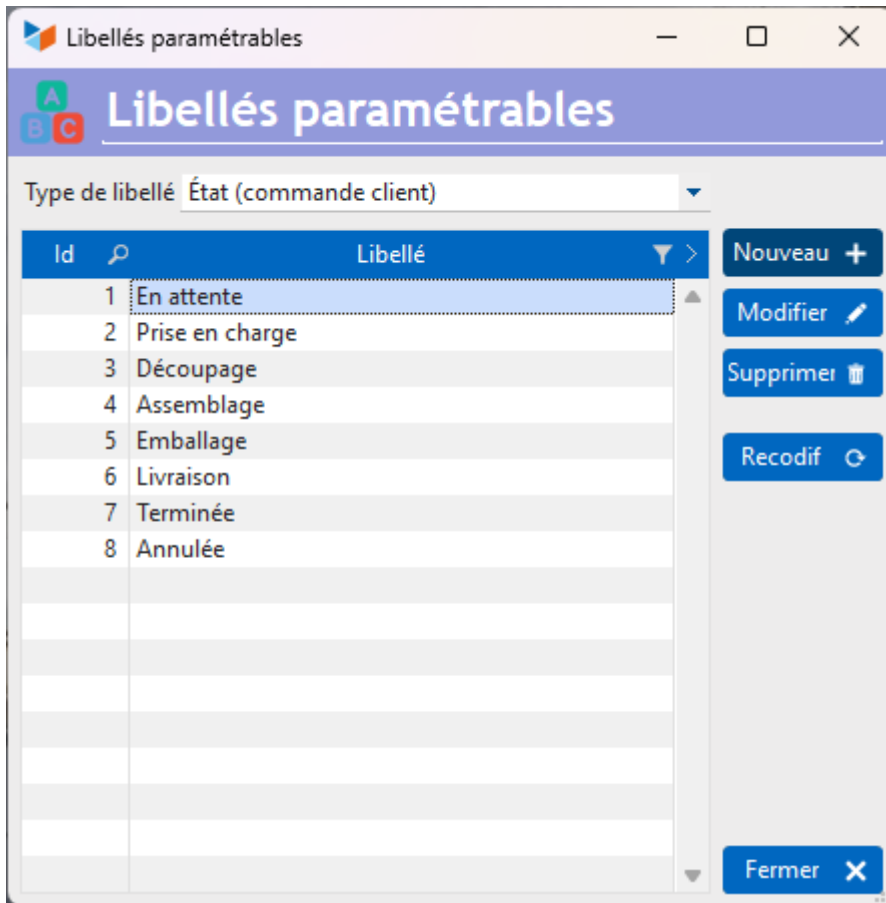 Libellés paramétrables
A
B C
Libellés paramétrables
Type de libellé État (commande client)
Id Libellé
Nouveau
1 En attente
Modifier
2 Prise en charge
3 Découpage
Supprimer
4 Assemblage
5 Emballage
Recodif
6 Livraison
7 Terminée
8 Annulée
Fermer